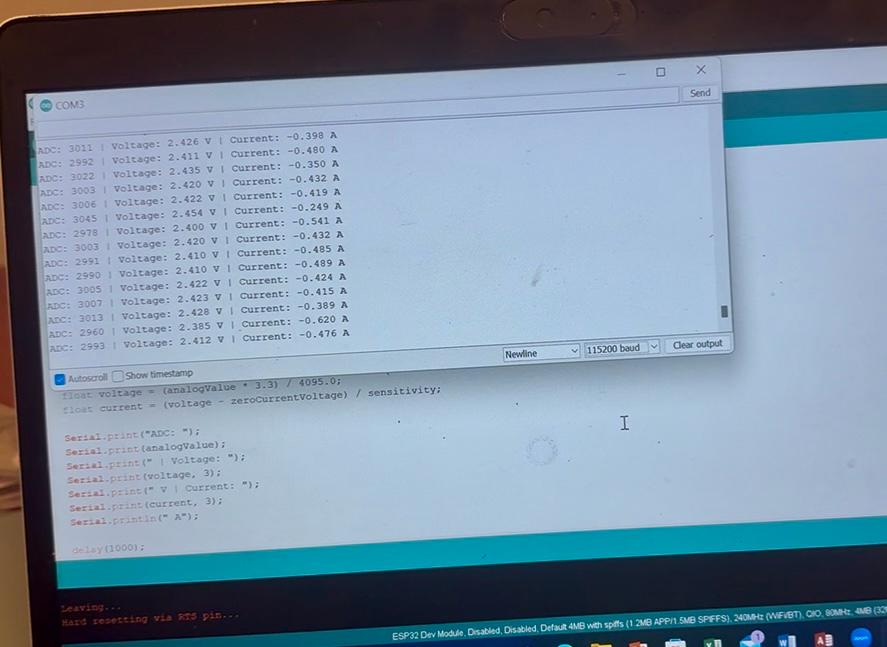 COM3
Send
ADC: 3011 | Voltage: 2.426 V | Current: -0.398 A
ADC: 2992 | Voltage: 2.411 V | Current: -0.480 A
ADC: 3022 | Voltage: 2.435 V | Current: -0.350 A
ADC: 3003 | Voltage: 2.420 V | Current: -0.432 A
ADC: 3006 | Voltage: 2.422 V | Current: -0.419 A
ADC: 3045 | Voltage: 2.454 V | Current: -0.249 A
ADC: 2978 | Voltage: 2.400 V | Current: -0.541 A
ADC: 3003 | Voltage: 2.420 V | Current: -0.432 A
ADC: 2991 | Voltage: 2.410 V | Current: -0.485 A
ADC: 2990 | Voltage: 2.410 V | Current: -0.489 A
ADC: 3005 | Voltage: 2.422 V | Current: -0.424 A
ADC: 3007 | Voltage: 2.423 V | Current: -0.415 A
ADC: 3013 | Voltage: 2.428 V | Current: -0.389 A
ADC: 2960 | Voltage: 2.385 V | Current: -0.620 A
ADC: 2993 | Voltage: 2.412 V | Current: -0.476 A
Autoscroll Show timestamp Newline 115200 baud Clear output
float voltage = (analogValue * 3.3) / 4095.0;
float current = (voltage - zeroCurrentVoltage) / sensitivity;
Serial.print("ADC: ");
Serial.print(analogValue);
Serial.print(" | Voltage: ");
Serial.print(voltage, 3);
Serial.print(" V | Current: ");
Serial.print(current, 3);
Serial.println(" A");
delay(1000);
Leaving...
Hard resetting via RTS pin...
ESP32 Dev Module, Disabled, Disabled, Default 4MB with spiffs (1.2MB APP/1.5MB SPIFFS), 240MHz (WiFi/BT), QIO, 80MHz, 4MB (32
1
W
A
zoom